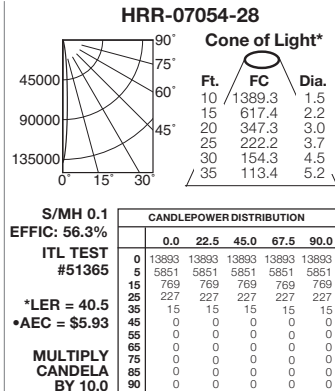 HRR-07054-28
90˚
75˚
60˚
45˚
45000
90000
135000
0˚ 15˚ 30˚
Cone of Light*
Ft. FC Dia.
10 1389.3 1.5
15 617.4 2.2
20 347.3 3.0
25 222.2 3.7
30 154.3 4.5
35 113.4 5.2
S/MH 0.1
EFFIC: 56.3%
ITL TEST
#51365
*LER = 40.5
•AEC = $5.93
MULTIPLY
CANDELA
BY 10.0
CANDLEPOWER DISTRIBUTION
0.0 22.5 45.0 67.5 90.0
0 13893 13893 13893 13893 13893
5 5851 5851 5851 5851 5851
15 769 769 769 769 769
25 227 227 227 227 227
35 15 15 15 15 15
45 0 0 0 0 0
55 0 0 0 0 0
65 0 0 0 0 0
75 0 0 0 0 0
85 0 0 0 0 0
90 0 0 0 0 0